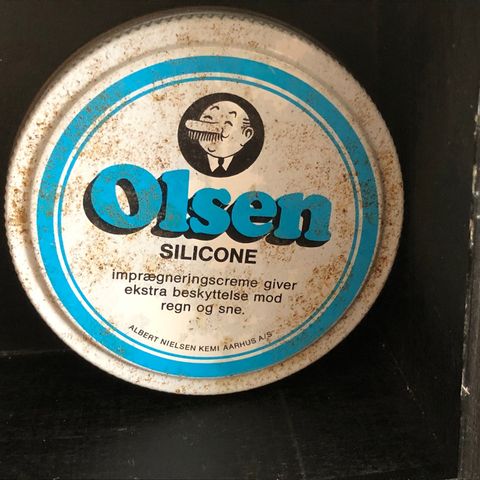 Olsen
SILICONE
imprægneringscreme giver
ekstra beskyttelse mod
regn og sne.
ALBERT NIELSEN KEMI AARHUS A/S